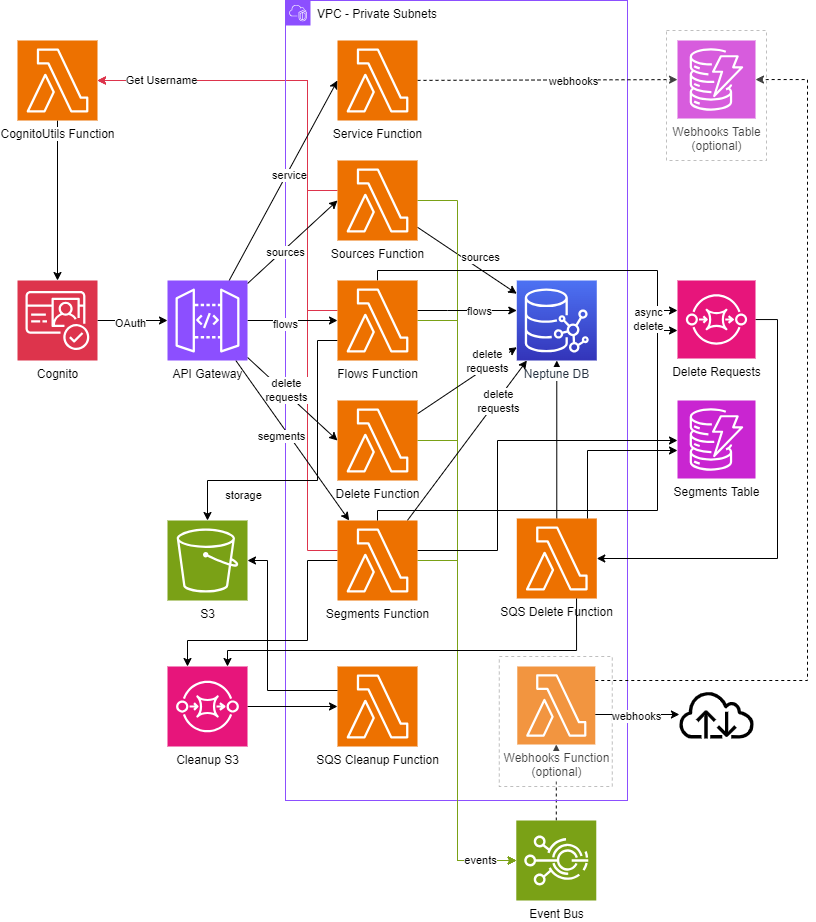 VPC - Private Subnets
Get Username
webhooks
CognitoUtils Function
Service Function
Webhooks Table
(optional)
service
sources
Sources Function
sources
OAuth
flows
flows
async
delete
Cognito
API Gateway
Flows Function
Neptune DB
Delete Requests
delete
requests
delete
requests
delete
requests
segments
storage
Delete Function
Segments Table
S3
Segments Function
SQS Delete Function
webhooks
Cleanup S3
SQS Cleanup Function
Webhooks Function
(optional)
events
Event Bus